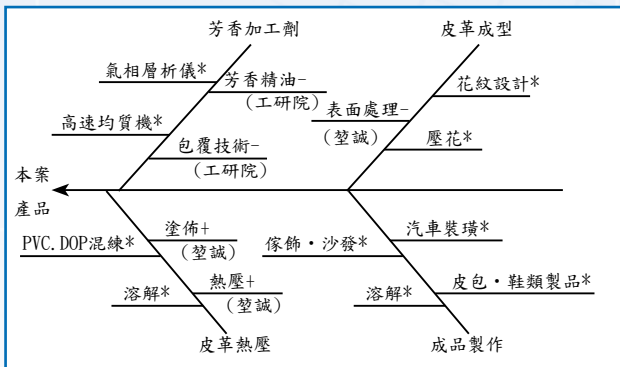 芳香加工劑
皮革成型
氣相層析儀*
芳香精油-
(工研院)
高速均質機*
包覆技術-
(工研院)
花紋設計*
表面處理-
(堃誠)
壓花*
本案
產品
塗佈+
(堃誠)
PVC.DOP混練*
熱壓+
(堃誠)
溶解*
皮革熱壓
汽車裝璜*
傢飾·沙發*
皮包·鞋類製品*
溶解*
成品製作